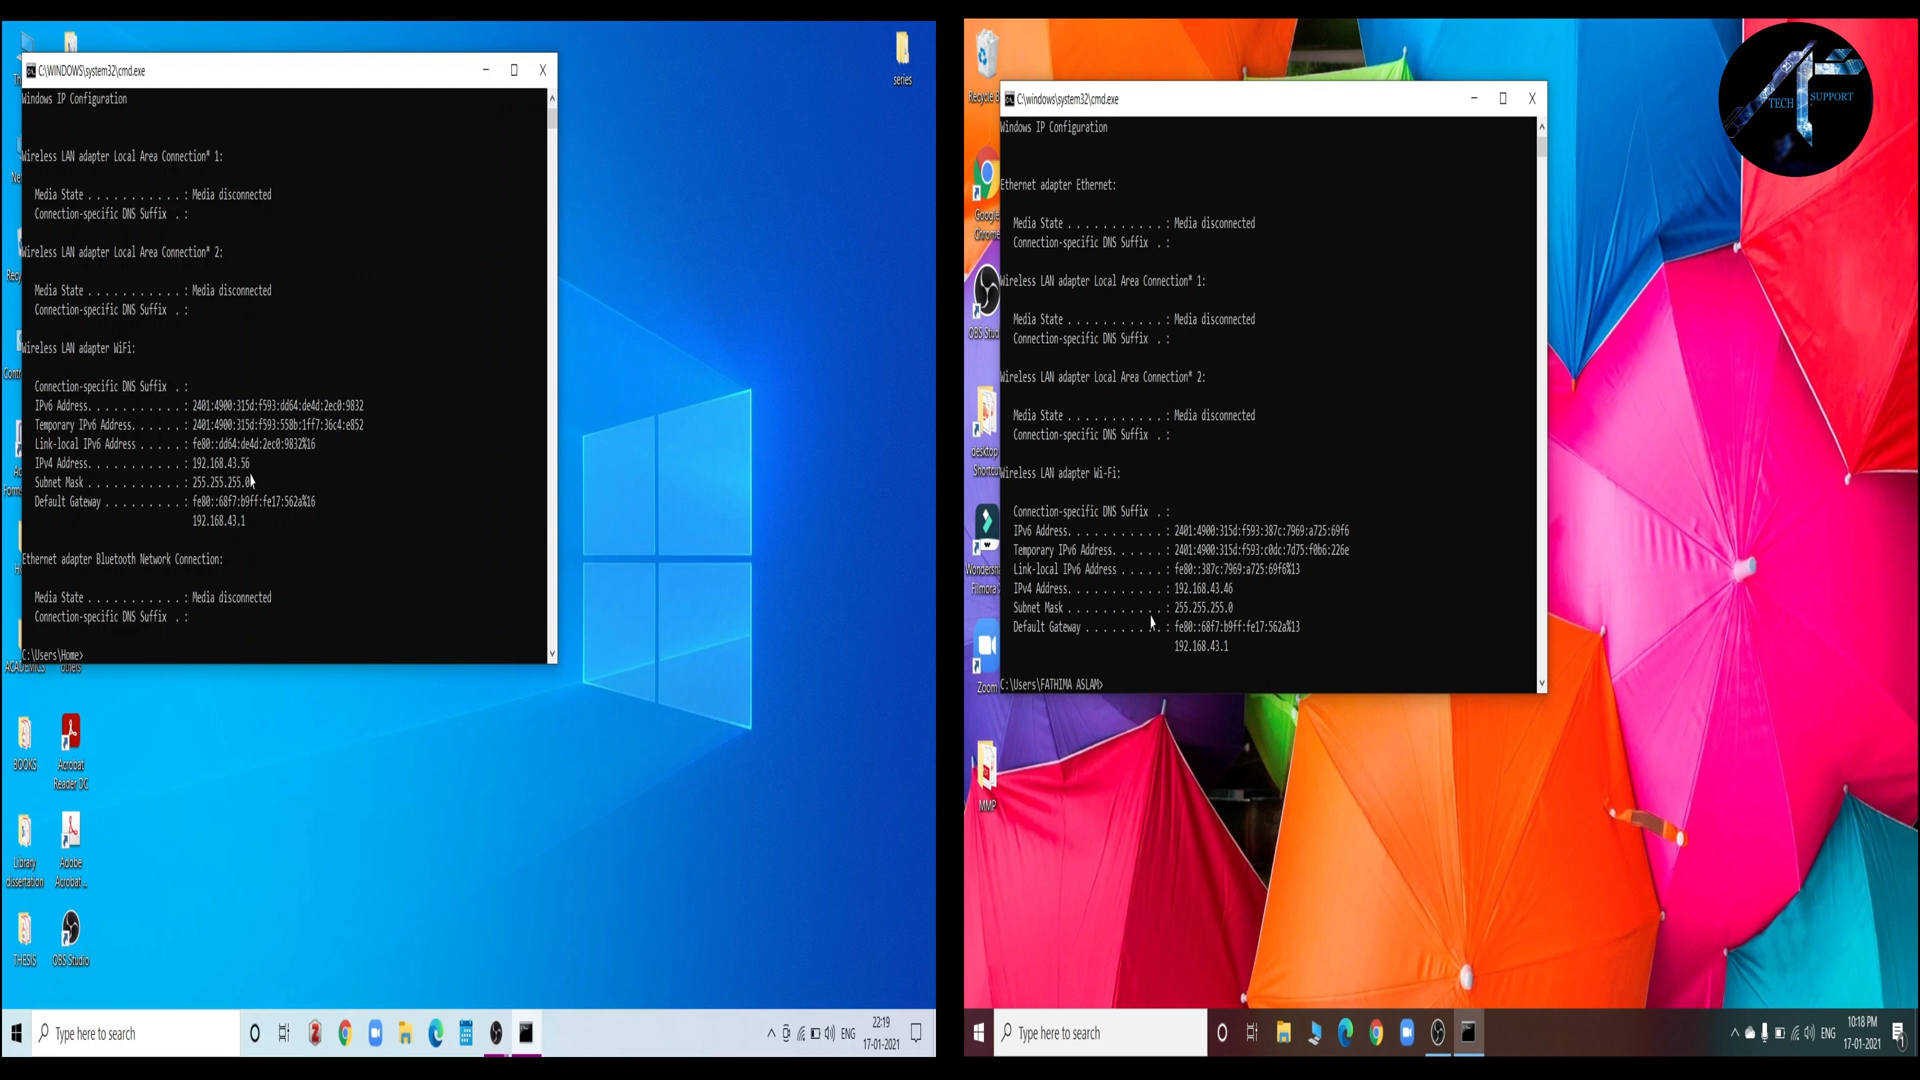 C:\WINDOWS\system32\cmd.exe
Windows IP Configuration
Wireless LAN adapter Local Area Connection* 1:
Media State . . . . . . . . . . . : Media disconnected
Connection-specific DNS Suffix . :
Wireless LAN adapter Local Area Connection* 2:
Media State . . . . . . . . . . . : Media disconnected
Connection-specific DNS Suffix . :
Wireless LAN adapter WiFi:
Connection-specific DNS Suffix . :
IPv6 Address. . . . . . . . . . . : 2401:4900:315d:f593:dd64:de4d:2ec0:9832
Temporary IPv6 Address. . . . . . : 2401:4900:315d:f593:558b:1ff7:36c4:e852
Link-local IPv6 Address . . . . . : fe80::dd64:de4d:2ec0:9832%16
IPv4 Address. . . . . . . . . . . : 192.168.43.56
Subnet Mask . . . . . . . . . . . : 255.255.255.0
Default Gateway . . . . . . . . . : fe80::68f7:b9ff:fe17:562a%16
192.168.43.1
Ethernet adapter Bluetooth Network Connection:
Media State . . . . . . . . . . . : Media disconnected
Connection-specific DNS Suffix . :
C:\Users\Home>
series
ACADEMICS
others
BOOKS
Acrobat
Reader DC
Library
dissertation
Adobe
Acrobat...
THESIS
OBS Studio
Type here to search
ENG
22:19
17-01-2021
C:\windows\system32\cmd.exe
Windows IP Configuration
Ethernet adapter Ethernet:
Media State . . . . . . . . . . . : Media disconnected
Connection-specific DNS Suffix . :
Wireless LAN adapter Local Area Connection* 1:
Media State . . . . . . . . . . . : Media disconnected
Connection-specific DNS Suffix . :
Wireless LAN adapter Local Area Connection* 2:
Media State . . . . . . . . . . . : Media disconnected
Connection-specific DNS Suffix . :
Wireless LAN adapter Wi-Fi:
Connection-specific DNS Suffix . :
IPv6 Address. . . . . . . . . . . : 2401:4900:315d:f593:387c:7969:a725:69f6
Temporary IPv6 Address. . . . . . : 2401:4900:315d:f593:c0dc:7d75:f0b6:226e
Link-local IPv6 Address . . . . . : fe80::387c:7969:a725:69f6%13
IPv4 Address. . . . . . . . . . . : 192.168.43.46
Subnet Mask . . . . . . . . . . . : 255.255.255.0
Default Gateway . . . . . . . . . : fe80::68f7:b9ff:fe17:562a%13
192.168.43.1
C:\Users\FATHIMA ASLAM>
Google
Chrome
desktop
Zoom
MMP
TECH SUPPORT
Type here to search
ENG
10:18 PM
17-01-2021
1